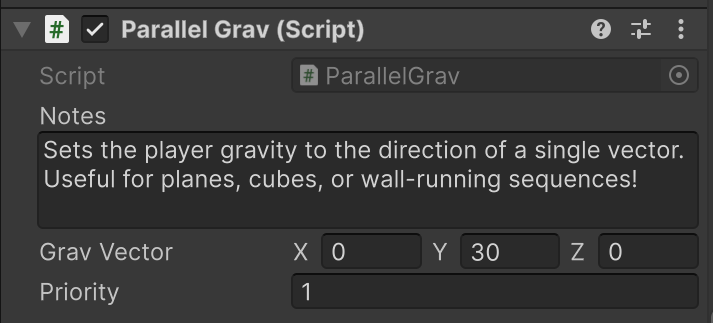 # Parallel Grav (Script)
Script # ParallelGrav
Notes
Sets the player gravity to the direction of a single vector.
Useful for planes, cubes, or wall-running sequences!
Grav Vector X 0 Y 30 Z 0
Priority 1